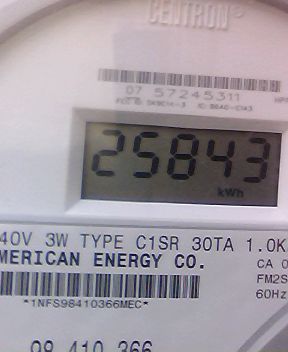 CENTRON®
07 57245311
25843
kWh
40V 3W TYPE C1SR 30TA 1.0K
MERICAN ENERGY CO.
CA 0
FM2S
60Hz
*1NFS98410366MEC*
98 410 366